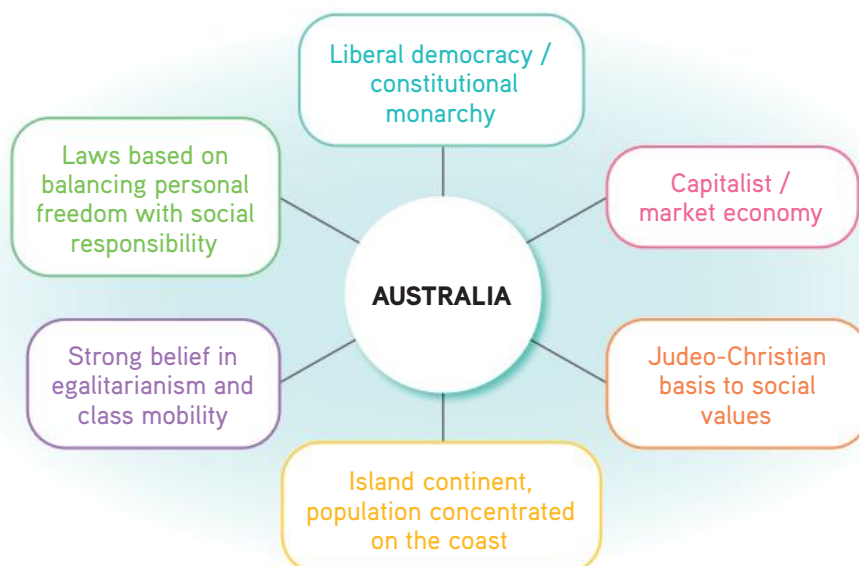 Liberal democracy /
constitutional
monarchy
Laws based on
balancing personal
freedom with social
responsibility
Capitalist /
market economy
AUSTRALIA
Strong belief in
egalitarianism and
class mobility
Judeo-Christian
basis to social
values
Island continent,
population concentrated
on the coast